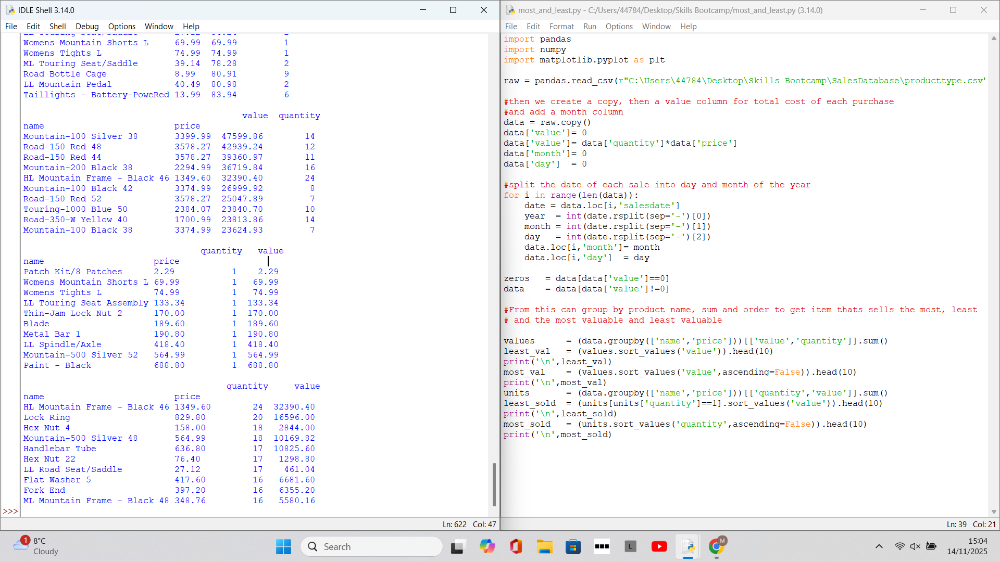 IDLE Shell 3.14.0
File Edit Shell Debug Options Window Help
Womens Mountain Shorts L 69.99 69.99 1
Womens Tights L 74.99 74.99 1
ML Touring Seat/Saddle 39.14 78.28 2
Road Bottle Cage 8.99 80.91 9
LL Mountain Pedal 40.49 80.98 2
Taillights - Battery-PoweRed 13.99 83.94 6
value quantity
name price
Mountain-100 Silver 38 3399.99 47599.86 14
Road-150 Red 48 3578.27 42939.24 12
Road-150 Red 44 3578.27 39360.97 11
Mountain-200 Black 38 2294.99 36719.84 16
HL Mountain Frame - Black 46 1349.60 32390.40 24
Mountain-100 Black 42 3374.99 26999.92 8
Road-150 Red 52 3578.27 25047.89 7
Touring-1000 Blue 50 2384.07 23840.70 10
Road-350-W Yellow 40 1700.99 23813.86 14
Mountain-100 Black 38 3374.99 23624.93 7
quantity value
name price
Patch Kit/8 Patches 2.29 1 2.29
Womens Mountain Shorts L 69.99 1 69.99
Womens Tights L 74.99 1 74.99
LL Touring Seat Assembly 133.34 1 133.34
Thin-Jam Lock Nut 2 170.00 1 170.00
Blade 189.60 1 189.60
Metal Bar 1 190.80 1 190.80
LL Spindle/Axle 418.40 1 418.40
Mountain-500 Silver 52 564.99 1 564.99
Paint - Black 688.80 1 688.80
quantity value
name price
HL Mountain Frame - Black 46 1349.60 24 32390.40
Lock Ring 829.80 20 16596.00
Hex Nut 4 158.00 18 2844.00
Mountain-500 Silver 48 564.99 18 10169.82
Handlebar Tube 636.80 17 10825.60
Hex Nut 22 76.40 17 1298.80
LL Road Seat/Saddle 27.12 17 461.04
Flat Washer 5 417.60 16 6681.60
Fork End 397.20 16 6355.20
ML Mountain Frame - Black 48 348.76 16 5580.16
>>>
Ln: 622 Col: 47
most_and_least.py - C:/Users/44784/Desktop/Skills Bootcamp/most_and_least.py (3.14.0)
File Edit Format Run Options Window Help
import pandas
import numpy
import matplotlib.pyplot as plt
raw = pandas.read_csv(r"C:\Users\44784\Desktop\Skills Bootcamp\SalesDatabase\producttype.csv"
#then we create a copy, then a value column for total cost of each purchase
#and add a month column
data = raw.copy()
data['value']= 0
data['value']= data['quantity']*data['price']
data['month']= 0
data['day']  = 0
#split the date of each sale into day and month of the year
for i in range(len(data)):
    date = data.loc[i,'salesdate']
    year  = int(date.rsplit(sep='-')[0])
    month = int(date.rsplit(sep='-')[1])
    day   = int(date.rsplit(sep='-')[2])
    data.loc[i,'month']= month
    data.loc[i,'day']  = day
zeros   = data[data['value']==0]
data    = data[data['value']!=0]
#From this can group by product name, sum and order to get item thats sells the most, least
# and the most valuable and least valuable
values      = (data.groupby(['name','price']))[['value','quantity']].sum()
least_val   = (values.sort_values('value')).head(10)
print('\n',least_val)
most_val    = (values.sort_values('value',ascending=False)).head(10)
print('\n',most_val)
units       = (data.groupby(['name','price']))[['quantity','value']].sum()
least_sold  = (units[units['quantity']==1].sort_values('value')).head(10)
print('\n',least_sold)
most_sold   = (units.sort_values('quantity',ascending=False)).head(10)
print('\n',most_sold)
Ln: 39 Col: 21
1
8°C
Cloudy
Search
L
M
15:04
14/11/2025